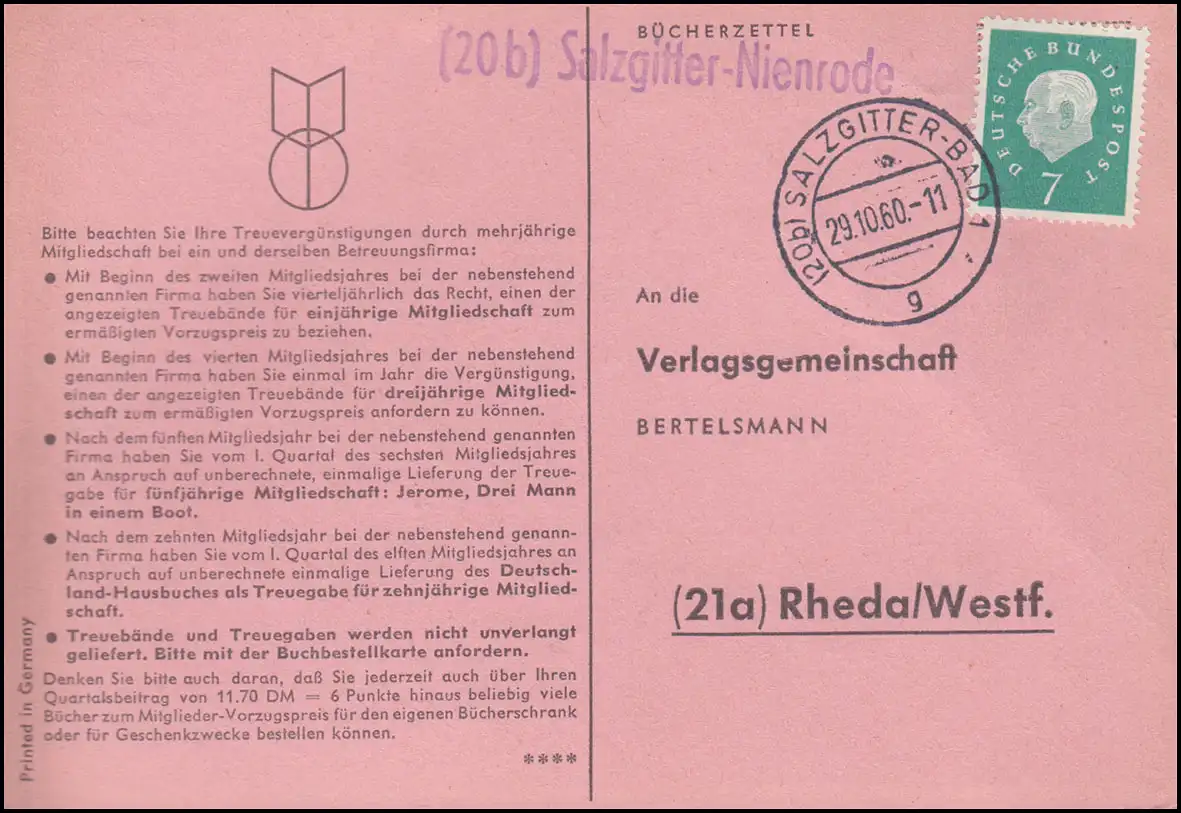 Bitte beachten Sie Ihre Treuevergünstigungen durch mehrjährige
Mitgliedschaft bei ein und derselben Betreuungsfirma:
● Mit Beginn des zweiten Mitgliedsjahres bei der nebenstehend
genannten Firma haben Sie vierteljährlich das Recht, einen der
angezeigten Treuebände für einjährige Mitgliedschaft zum
ermäßigten Vorzugspreis zu beziehen.
● Mit Beginn des vierten Mitgliedsjahres bei der nebenstehend
genannten Firma haben Sie einmal im Jahr die Vergünstigung,
einen der angezeigten Treuebände für dreijährige Mitglied-
schaft zum ermäßigten Vorzugspreis anfordern zu können.
● Nach dem fünften Mitgliedsjahr bei der nebenstehend genannten
Firma haben Sie vom I. Quartal des sechsten Mitgliedsjahres
an Anspruch auf unberechnete, einmalige Lieferung der Treue-
gabe für fünfjährige Mitgliedschaft: Jerome, Drei Mann
in einem Boot.
● Nach dem zehnten Mitgliedsjahr bei der nebenstehend genann-
ten Firma haben Sie vom I. Quartal des elften Mitgliedsjahres an
Anspruch auf unberechnete einmalige Lieferung des Deutsch-
land-Hausbuches als Treuegabe für zehnjährige Mitglied-
schaft.
● Treuebände und Treuegaben werden nicht unverlangt
geliefert. Bitte mit der Buchbestellkarte anfordern.
Denken Sie bitte auch daran, daß Sie jederzeit auch über Ihren
Quartalsbeitrag von 11.70 DM = 6 Punkte hinaus beliebig viele
Bücher zum Mitglieder-Vorzugspreis für den eigenen Bücherschrank
oder für Geschenkzwecke bestellen können.
****
Printed in Germany
BÜCHERZETTEL
(20b) Salzgitter-Nienrode
DEUTSCHE BUNDESPOST
7
(20b) SALZGITTER-BAD 1
29.10.60.-11
g
An die
Verlagsgemeinschaft
BERTELSMANN
(21a) Rheda/Westf.